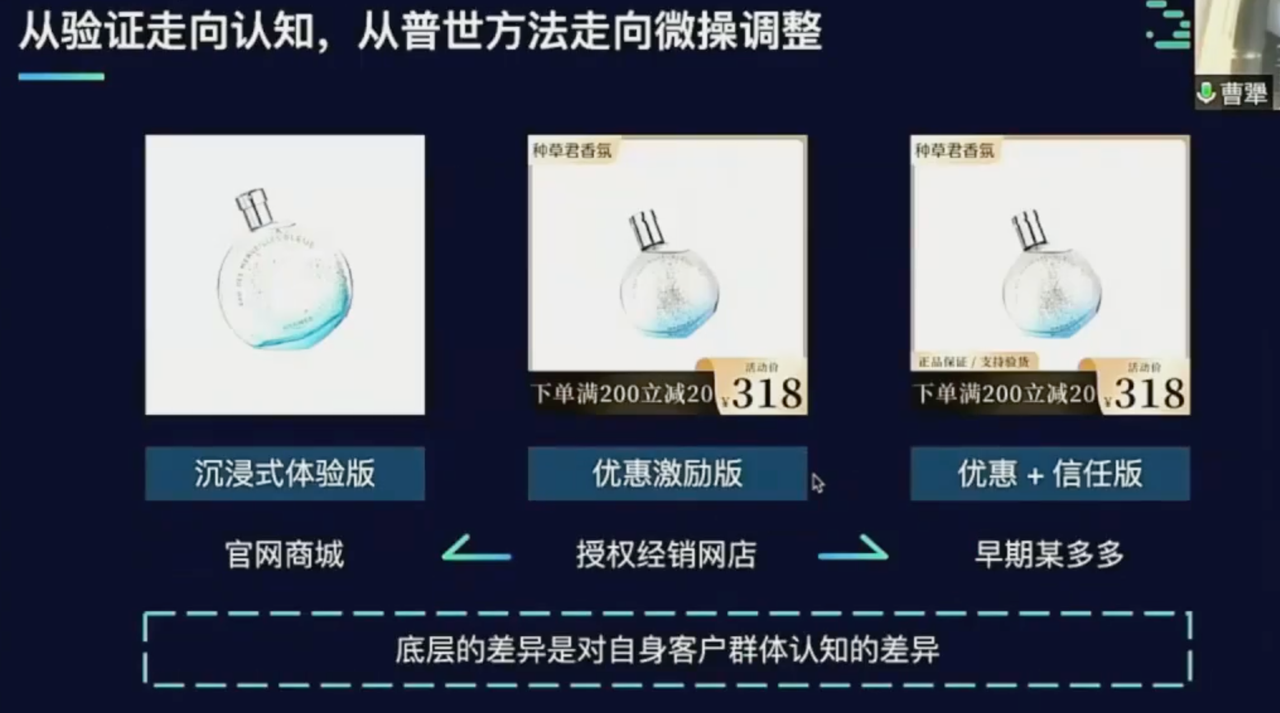 从验证走向认知，从普世方法走向微操调整
曹犟
种草君香氛
种草君香氛
活动价
下单满200立减20
¥318
正品保证 / 支持验货
活动价
下单满200立减20
¥318
沉浸式体验版
优惠激励版
优惠 + 信任版
官网商城
授权经销网店
早期某多多
底层的差异是对自身客户群体认知的差异